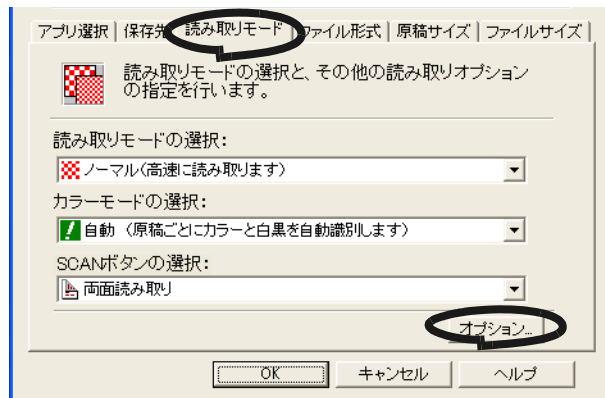 アプリ選択 保存先 読み取りモード ファイル形式 原稿サイズ ファイルサイズ
読み取りモードの選択と、その他の読み取りオプション
の指定を行います。
読み取りモードの選択:
ノーマル(高速に読み取ります)
カラーモードの選択:
自動 (原稿ごとにカラーと白黒を自動識別します)
SCANボタンの選択:
両面読み取り
オプション...
OK キャンセル ヘルプ